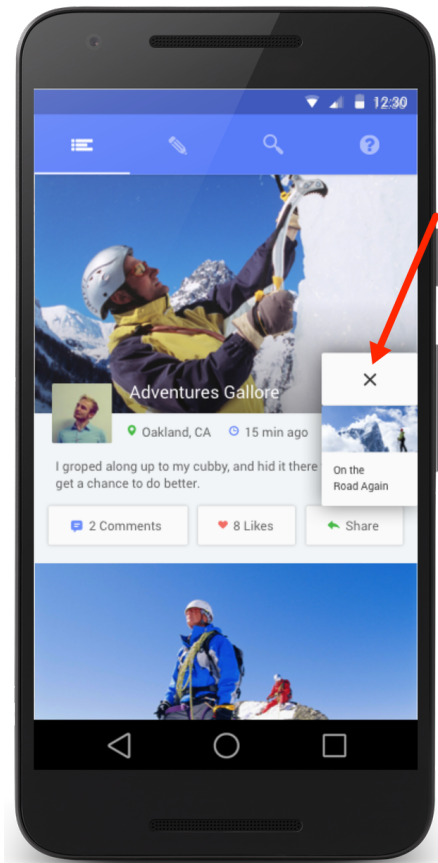 12:30
Adventures Gallore
Oakland, CA 15 min ago
I groped along up to my cubby, and hid it there
get a chance to do better.
On the
Road Again
2 Comments 8 Likes Share